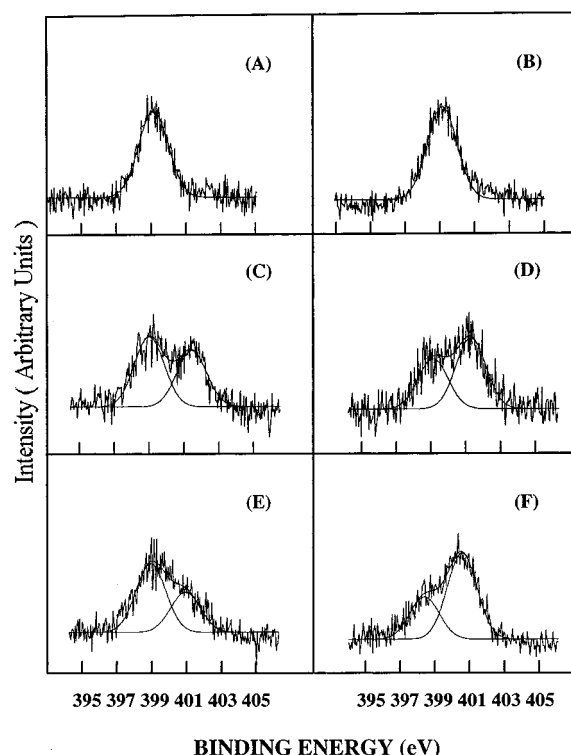 (A)
(B)
(C)
(D)
(E)
(F)
Intensity ( Arbitrary Units )
395 397 399 401 403 405
395 397 399 401 403 405
BINDING ENERGY (eV)